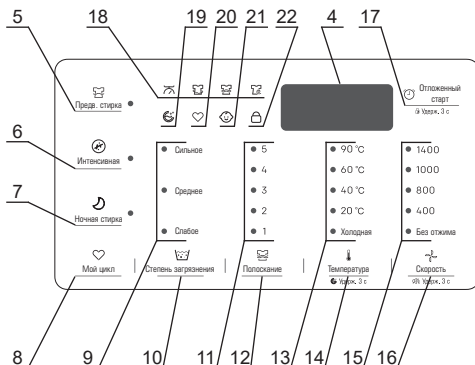 5 18 19 20 21 22 4 17
Предв. стирка
Отложенный
старт
Удерж. 3 с
6
Интенсивная
7
Ночная стирка
Сильное
Среднее
Слабое
5
4
3
2
1
90 °C
60 °C
40 °C
20 °C
Холодная
1400
1000
800
400
Без отжима
Мой цикл
Степень загрязнения
Полоскание
Температура
Удерж. 3 с
Скорость
Удерж. 3 с
8 9 10 11 12 13 14 15 16